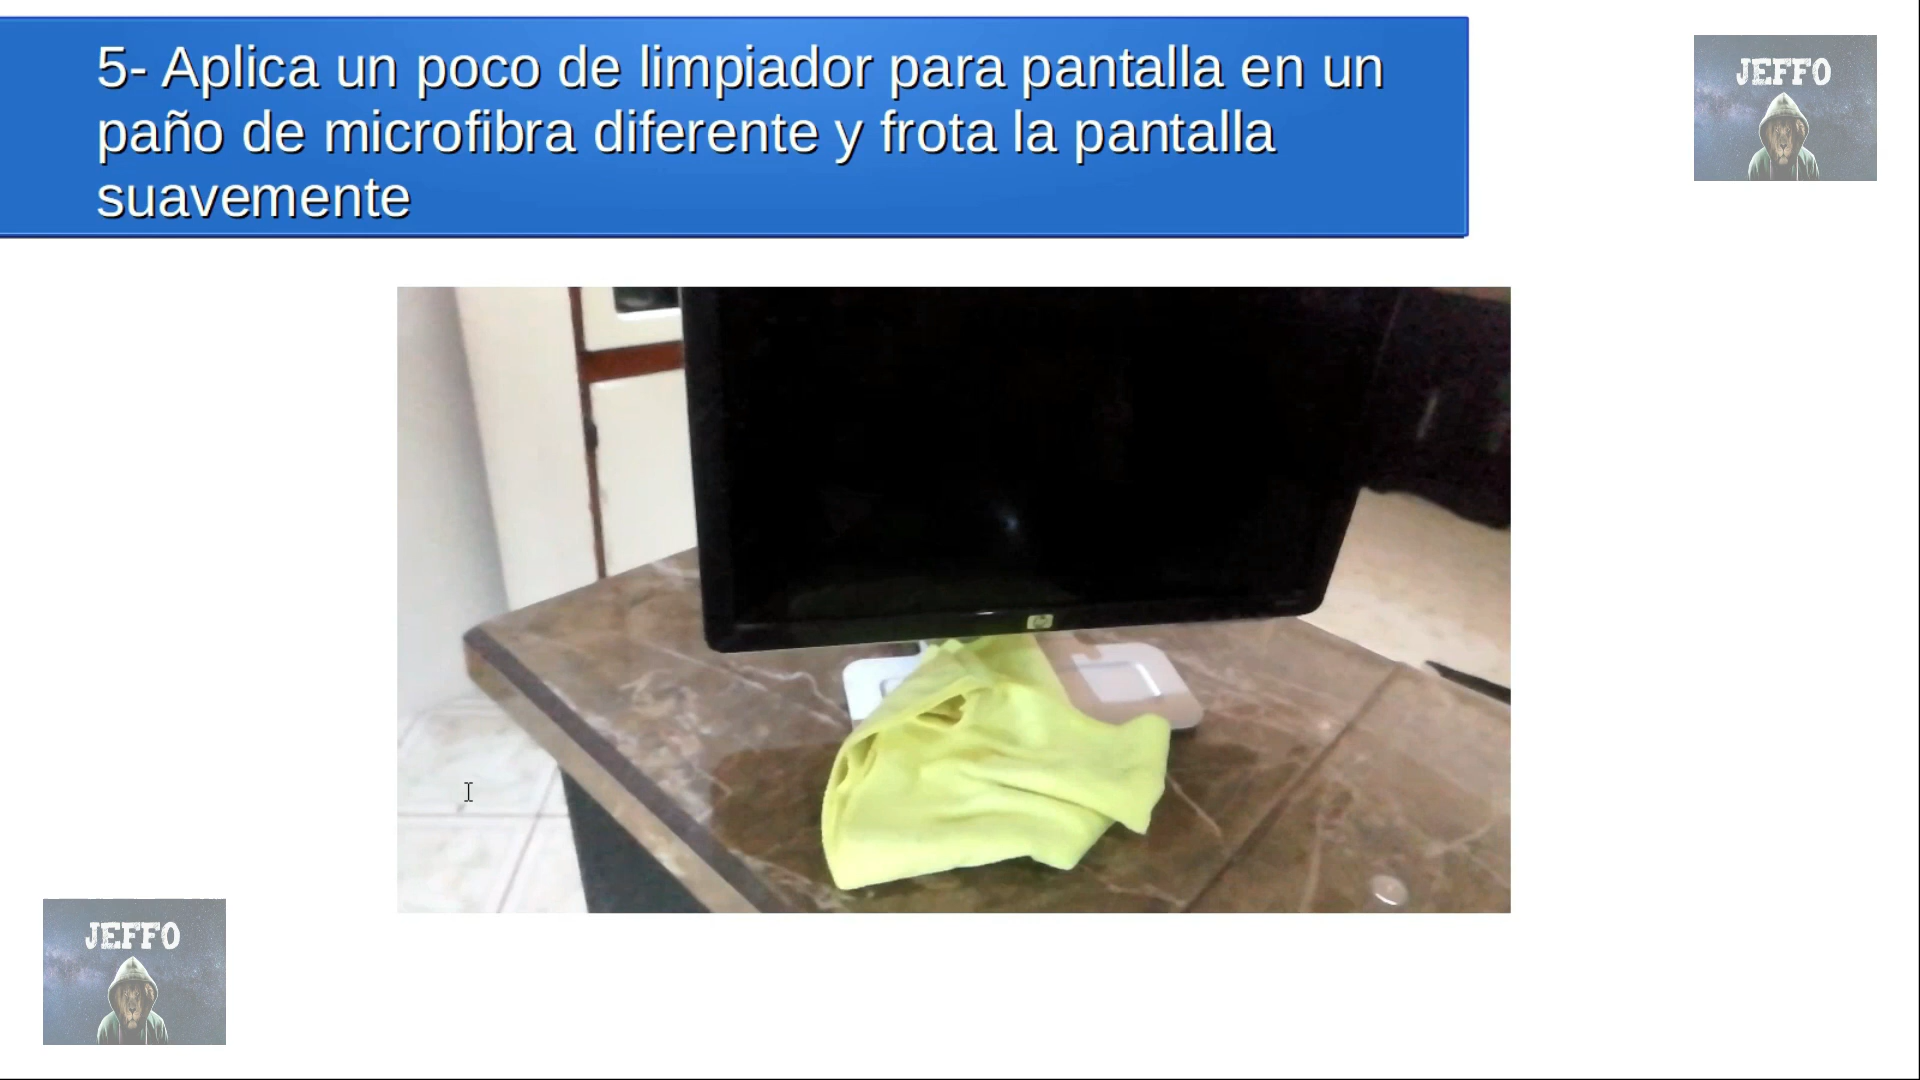 5- Aplica un poco de limpiador para pantalla en un
paño de microfibra diferente y frota la pantalla
suavemente
JEFFO
hp
JEFFO